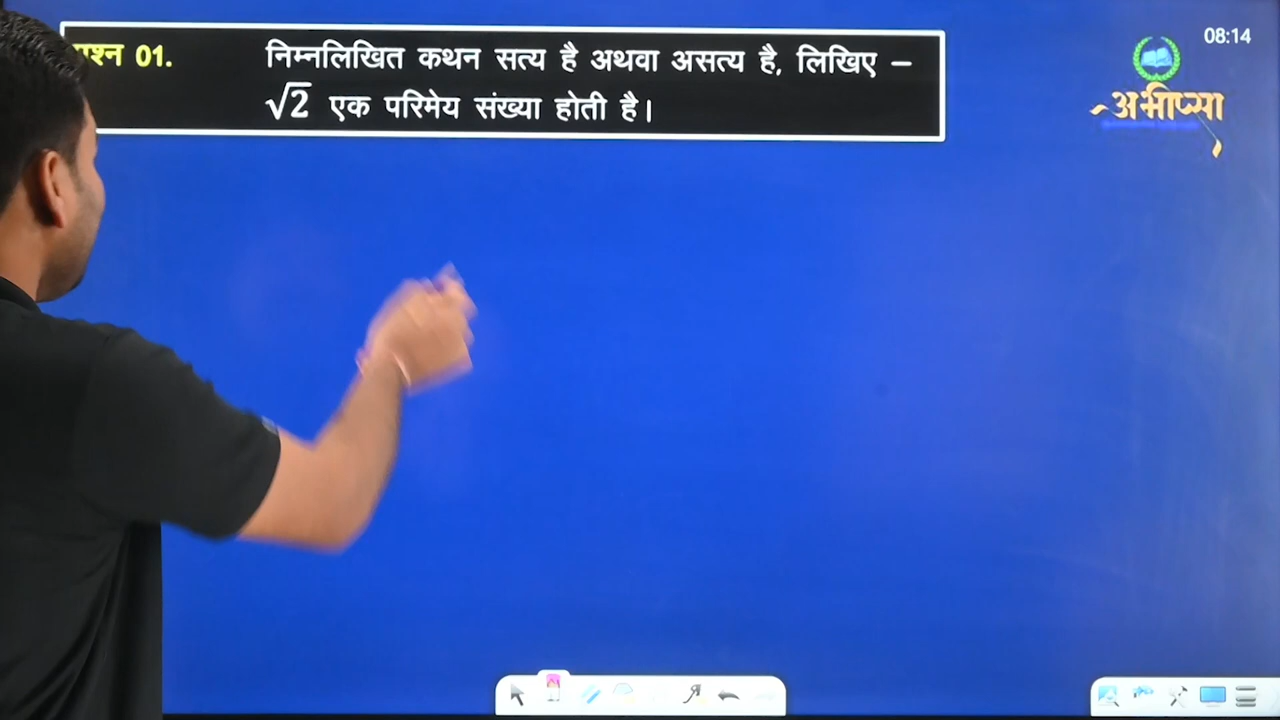 प्रश्न 01. निम्नलिखित कथन सत्य है अथवा असत्य है, लिखिए –
√2 एक परिमेय संख्या होती है।
08:14
अभीप्सा